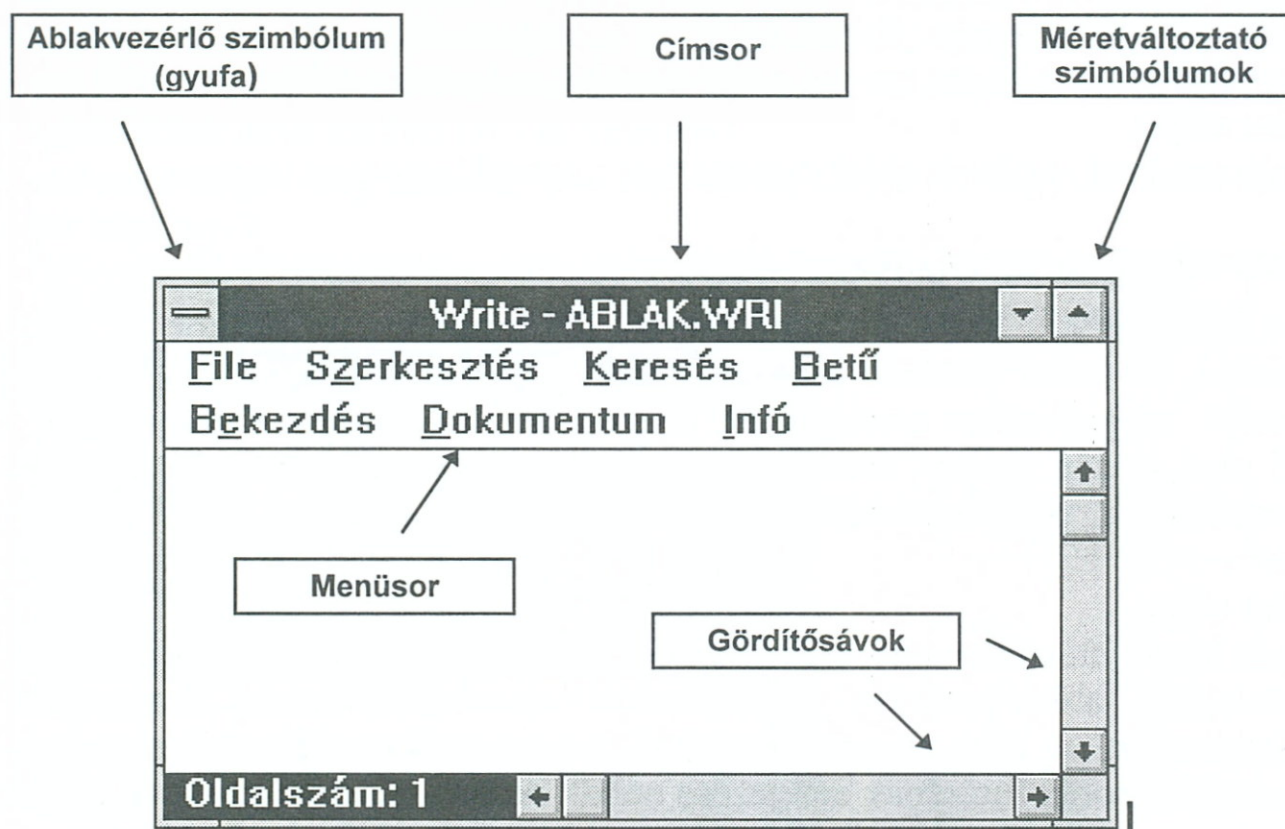 Ablakvezérlő szimbólum
(gyufa)
Címsor
Méretváltoztató
szimbólumok
Write - ABLAK.WRI
File Szerkesztés Keresés Betű
Bekezdés Dokumentum Infó
Menüsor
Gördítősávok
Oldalszám: 1